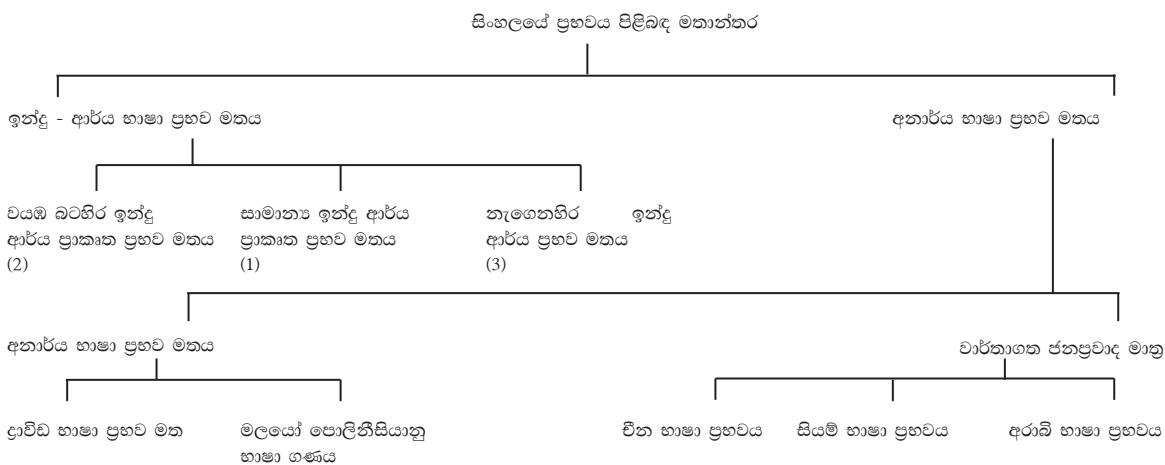 සිංහලයේ ප්‍රභවය පිළිබඳ මතාන්තර
ඉන්දු - ආර්ය භාෂා ප්‍රභව මතය
අනාර්ය භාෂා ප්‍රභව මතය
වයඹ බටහිර ඉන්දු
ආර්ය ප්‍රාකෘත ප්‍රභව මතය
(2)
සාමාන්‍ය ඉන්දු ආර්ය
ප්‍රාකෘත ප්‍රභව මතය
(1)
නැගෙනහිර ඉන්දු
ආර්ය ප්‍රභව මතය
(3)
අනාර්ය භාෂා ප්‍රභව මතය
වාර්තාගත ජනප්‍රවාද මාත්‍ර
ද්‍රාවිඩ භාෂා ප්‍රභව මත
මලයෝ පොලිනීසියානු
භාෂා ගණය
චීන භාෂා ප්‍රභවය
සියම් භාෂා ප්‍රභවය
අරාබි භාෂා ප්‍රභවය